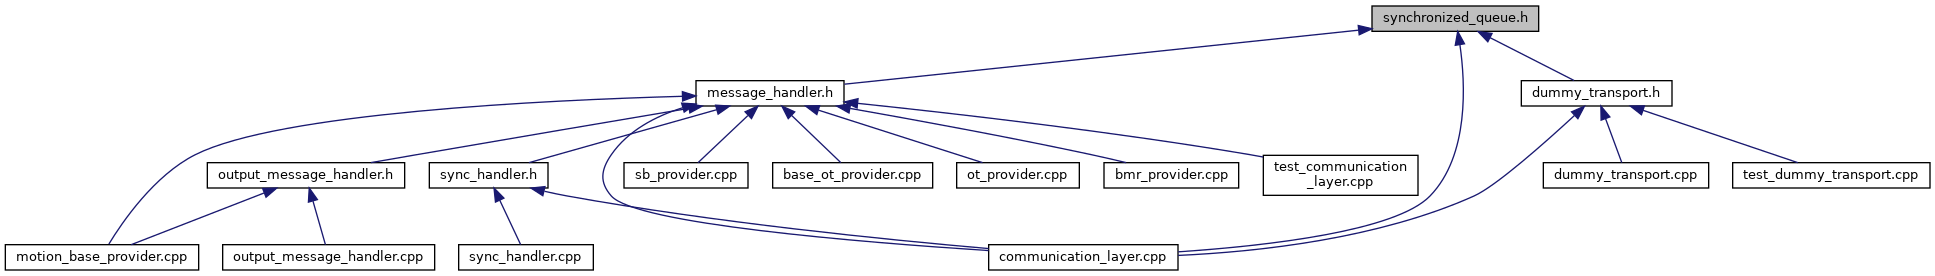 synchronized_queue.h
message_handler.h
dummy_transport.h
output_message_handler.h
sync_handler.h
sb_provider.cpp
base_ot_provider.cpp
ot_provider.cpp
bmr_provider.cpp
test_communication
_layer.cpp
dummy_transport.cpp
test_dummy_transport.cpp
motion_base_provider.cpp
output_message_handler.cpp
sync_handler.cpp
communication_layer.cpp